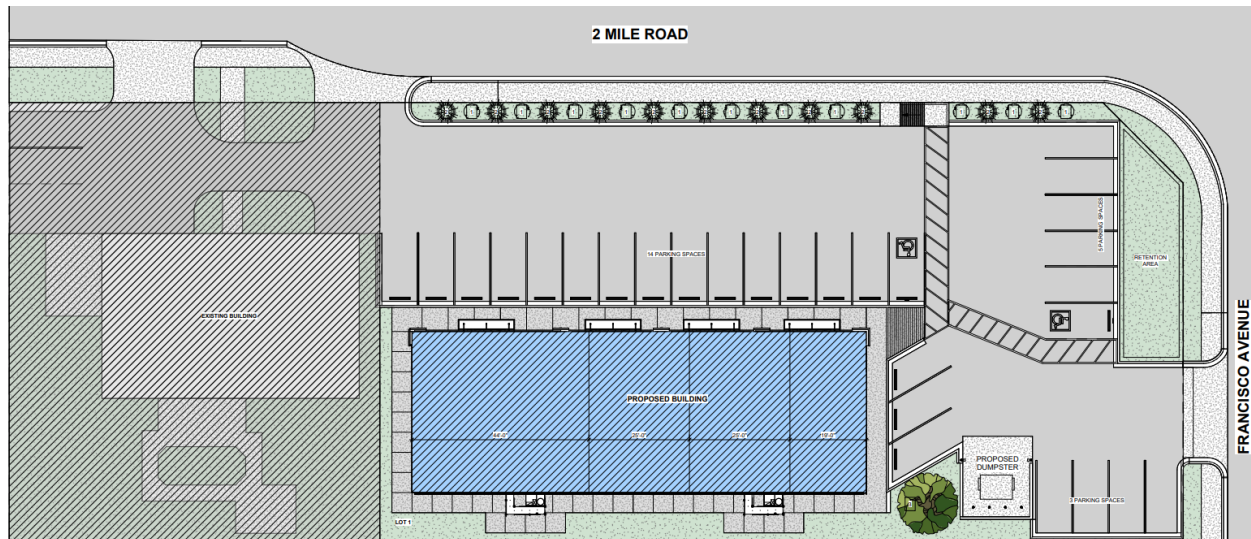 2 MILE ROAD
14 PARKING SPACES
5 PARKING SPACES
RETENTION
AREA
EXISTING BUILDING
PROPOSED BUILDING
FRANCISCO AVENUE
PROPOSED
DUMPSTER
3 PARKING SPACES
LOT 1